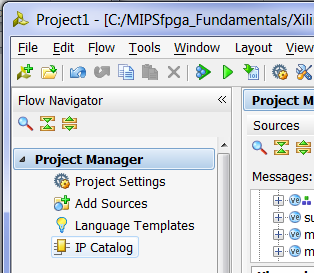 Project1 - [C:/MIPSfpga_Fundamentals/Xili
File Edit Flow Tools Window Layout View
Flow Navigator
Project M
Sources
Project Manager
Messages:
Project Settings
Add Sources
Language Templates
IP Catalog
su
m
m